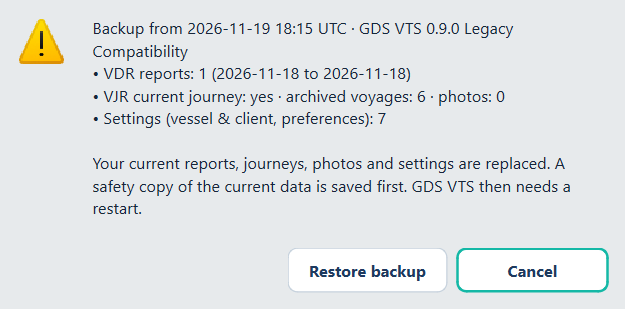 Backup from 2026-11-19 18:15 UTC · GDS VTS 0.9.0 Legacy
Compatibility
• VDR reports: 1 (2026-11-18 to 2026-11-18)
• VJR current journey: yes · archived voyages: 6 · photos: 0
• Settings (vessel & client, preferences): 7
Your current reports, journeys, photos and settings are replaced. A
safety copy of the current data is saved first. GDS VTS then needs a
restart.
Restore backup
Cancel